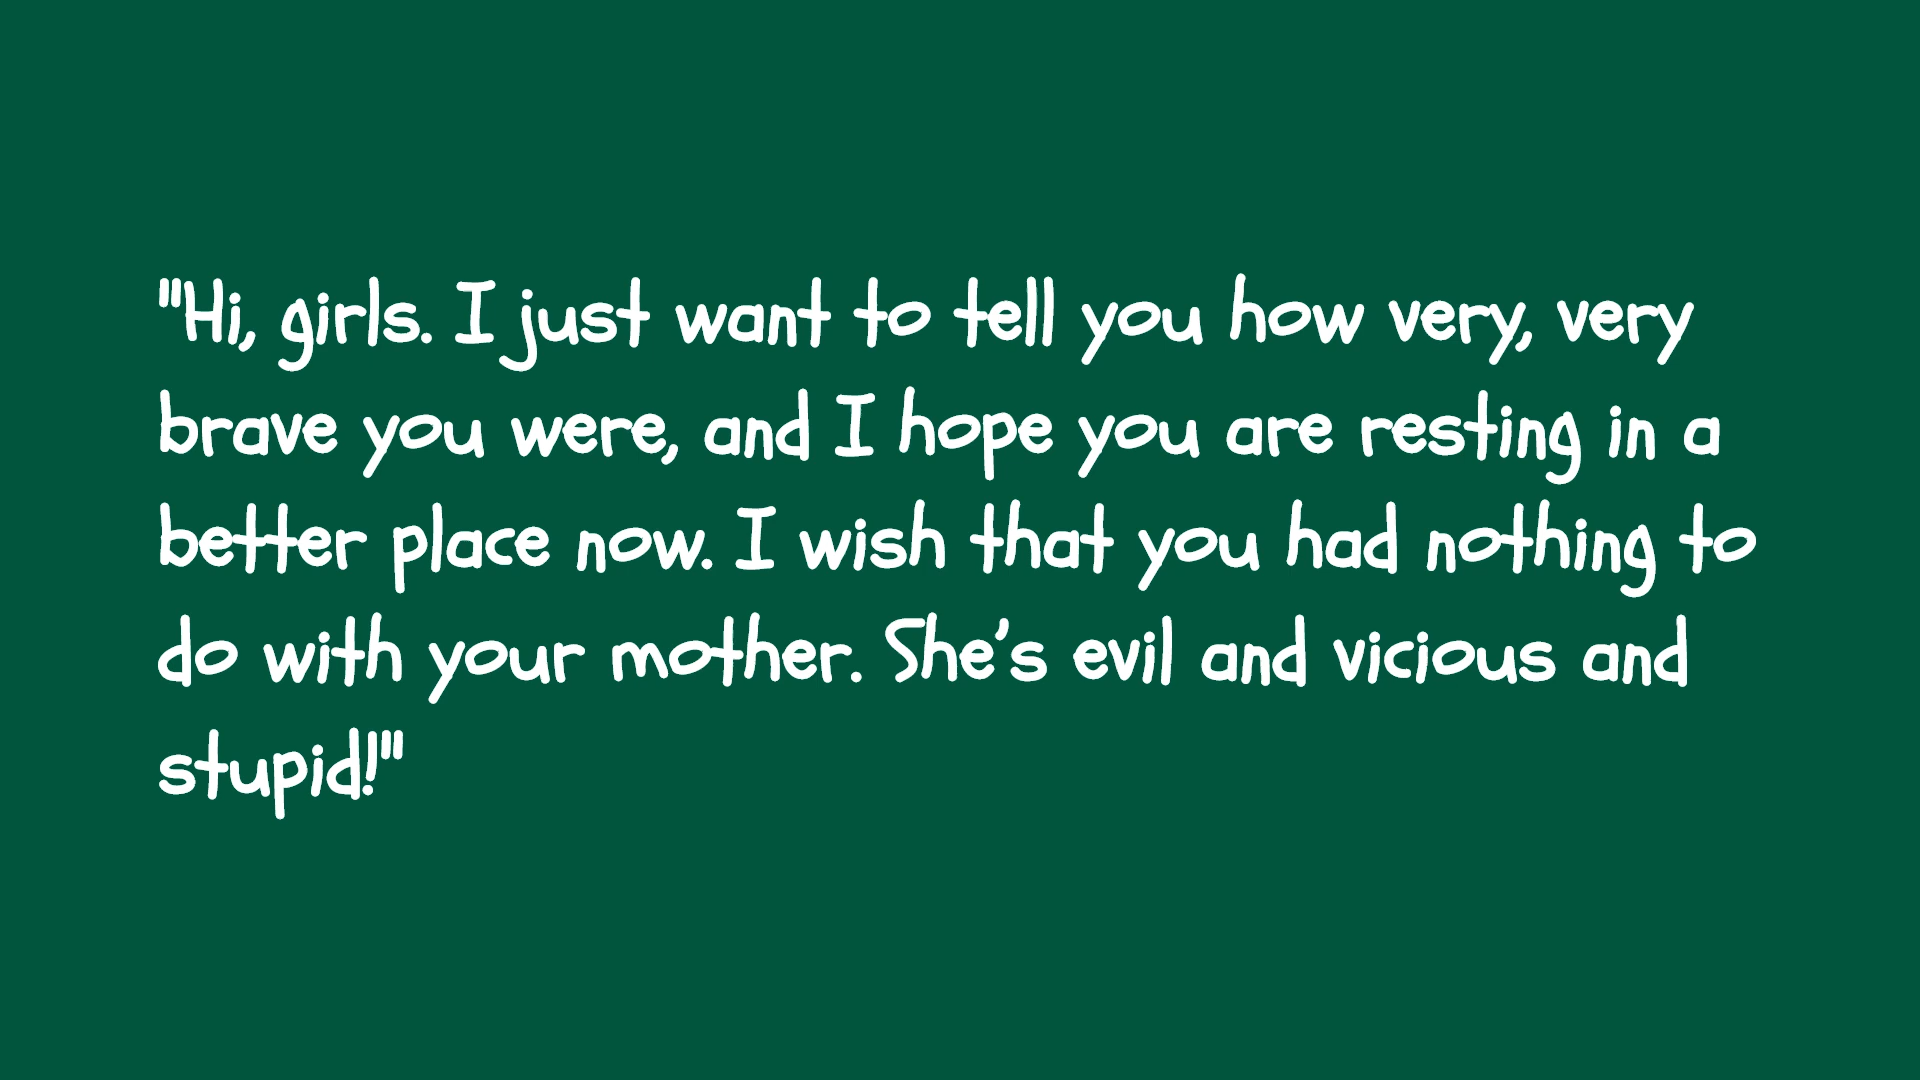 "Hi, girls. I just want to tell you how very, very
brave you were, and I hope you are resting in a
better place now. I wish that you had nothing to
do with your mother. She's evil and vicious and
stupid!"